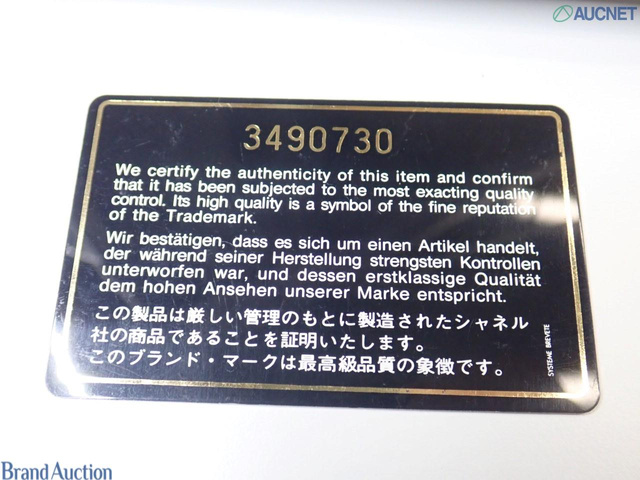 AUCNET
3490730
We certify the authenticity of this item and confirm
that it has been subjected to the most exacting quality
control. Its high quality is a symbol of the fine reputation
of the Trademark.
Wir bestätigen, dass es sich um einen Artikel handelt,
der während seiner Herstellung strengsten Kontrollen
unterworfen war, und dessen erstklassige Qualität
dem hohen Ansehen unserer Marke entspricht.
この製品は厳しい管理のもとに製造されたシャネル
社の商品であることを証明いたします。
このブランド・マークは最高級品質の象徴です。
SYSTEME BREVETE
Brand Auction